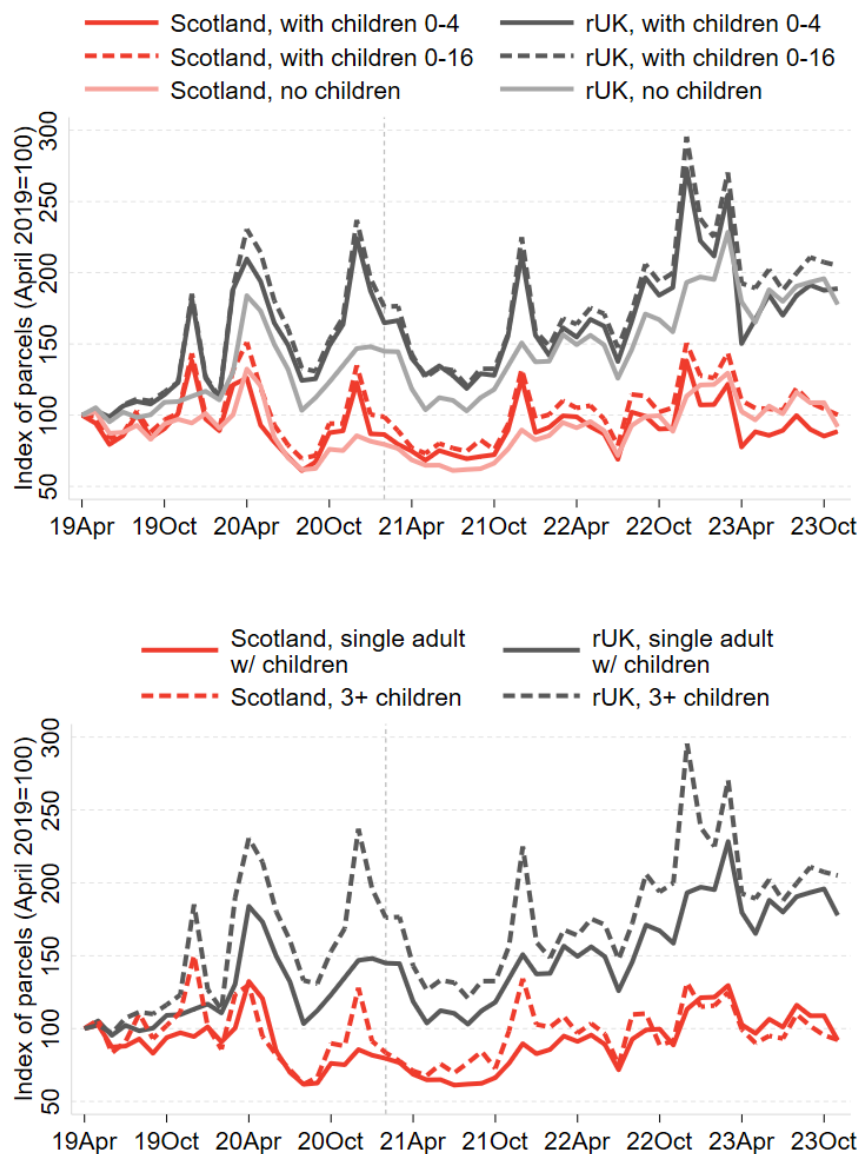 Scotland, with children 0-4
rUK, with children 0-4
Scotland, with children 0-16
rUK, with children 0-16
Scotland, no children
rUK, no children
Index of parcels (April 2019=100)
300
250
200
150
100
50
19Apr 19Oct 20Apr 20Oct 21Apr 21Oct 22Apr 22Oct 23Apr 23Oct
Scotland, single adult
w/ children
rUK, single adult
w/ children
Scotland, 3+ children
rUK, 3+ children
Index of parcels (April 2019=100)
300
250
200
150
100
50
19Apr 19Oct 20Apr 20Oct 21Apr 21Oct 22Apr 22Oct 23Apr 23Oct